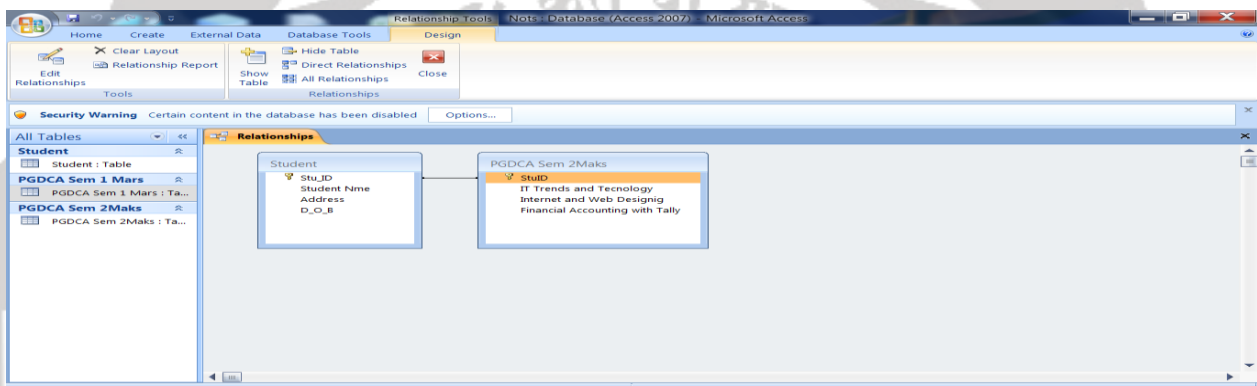 Relationship Tools Nots : Database (Access 2007) - Microsoft Access
Home Create External Data Database Tools Design
Edit Relationships
Clear Layout
Relationship Report
Tools
Show Table
Hide Table
Direct Relationships
All Relationships
Close
Relationships
Security Warning Certain content in the database has been disabled Options...
All Tables
Student
Student : Table
PGDCA Sem 1 Mars
PGDCA Sem 1 Mars : Ta...
PGDCA Sem 2Maks
PGDCA Sem 2Maks : Ta...
Relationships
Student
Stu_ID
Student Nme
Address
D_O_B
PGDCA Sem 2Maks
StuID
IT Trends and Tecnology
Internet and Web Designig
Financial Accounting with Tally